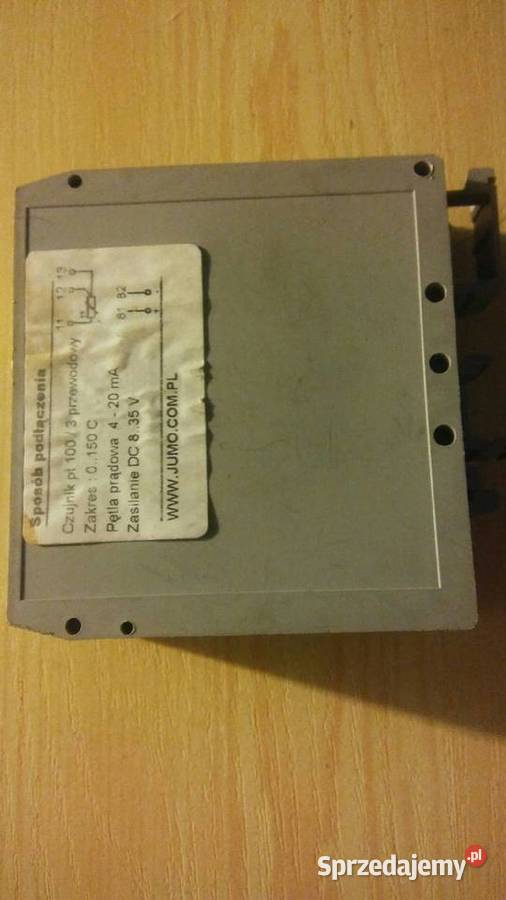 Sposób podłączenia
Czujnik pt 100 / 3 przewodowy
Zakres : 0..150 C
Pętla prądowa 4 - 20 mA
Zasilanie DC 8..35 V
WWW.JUMO.COM.PL
11 12 13
81 82
- +
Sprzedajemy.pl